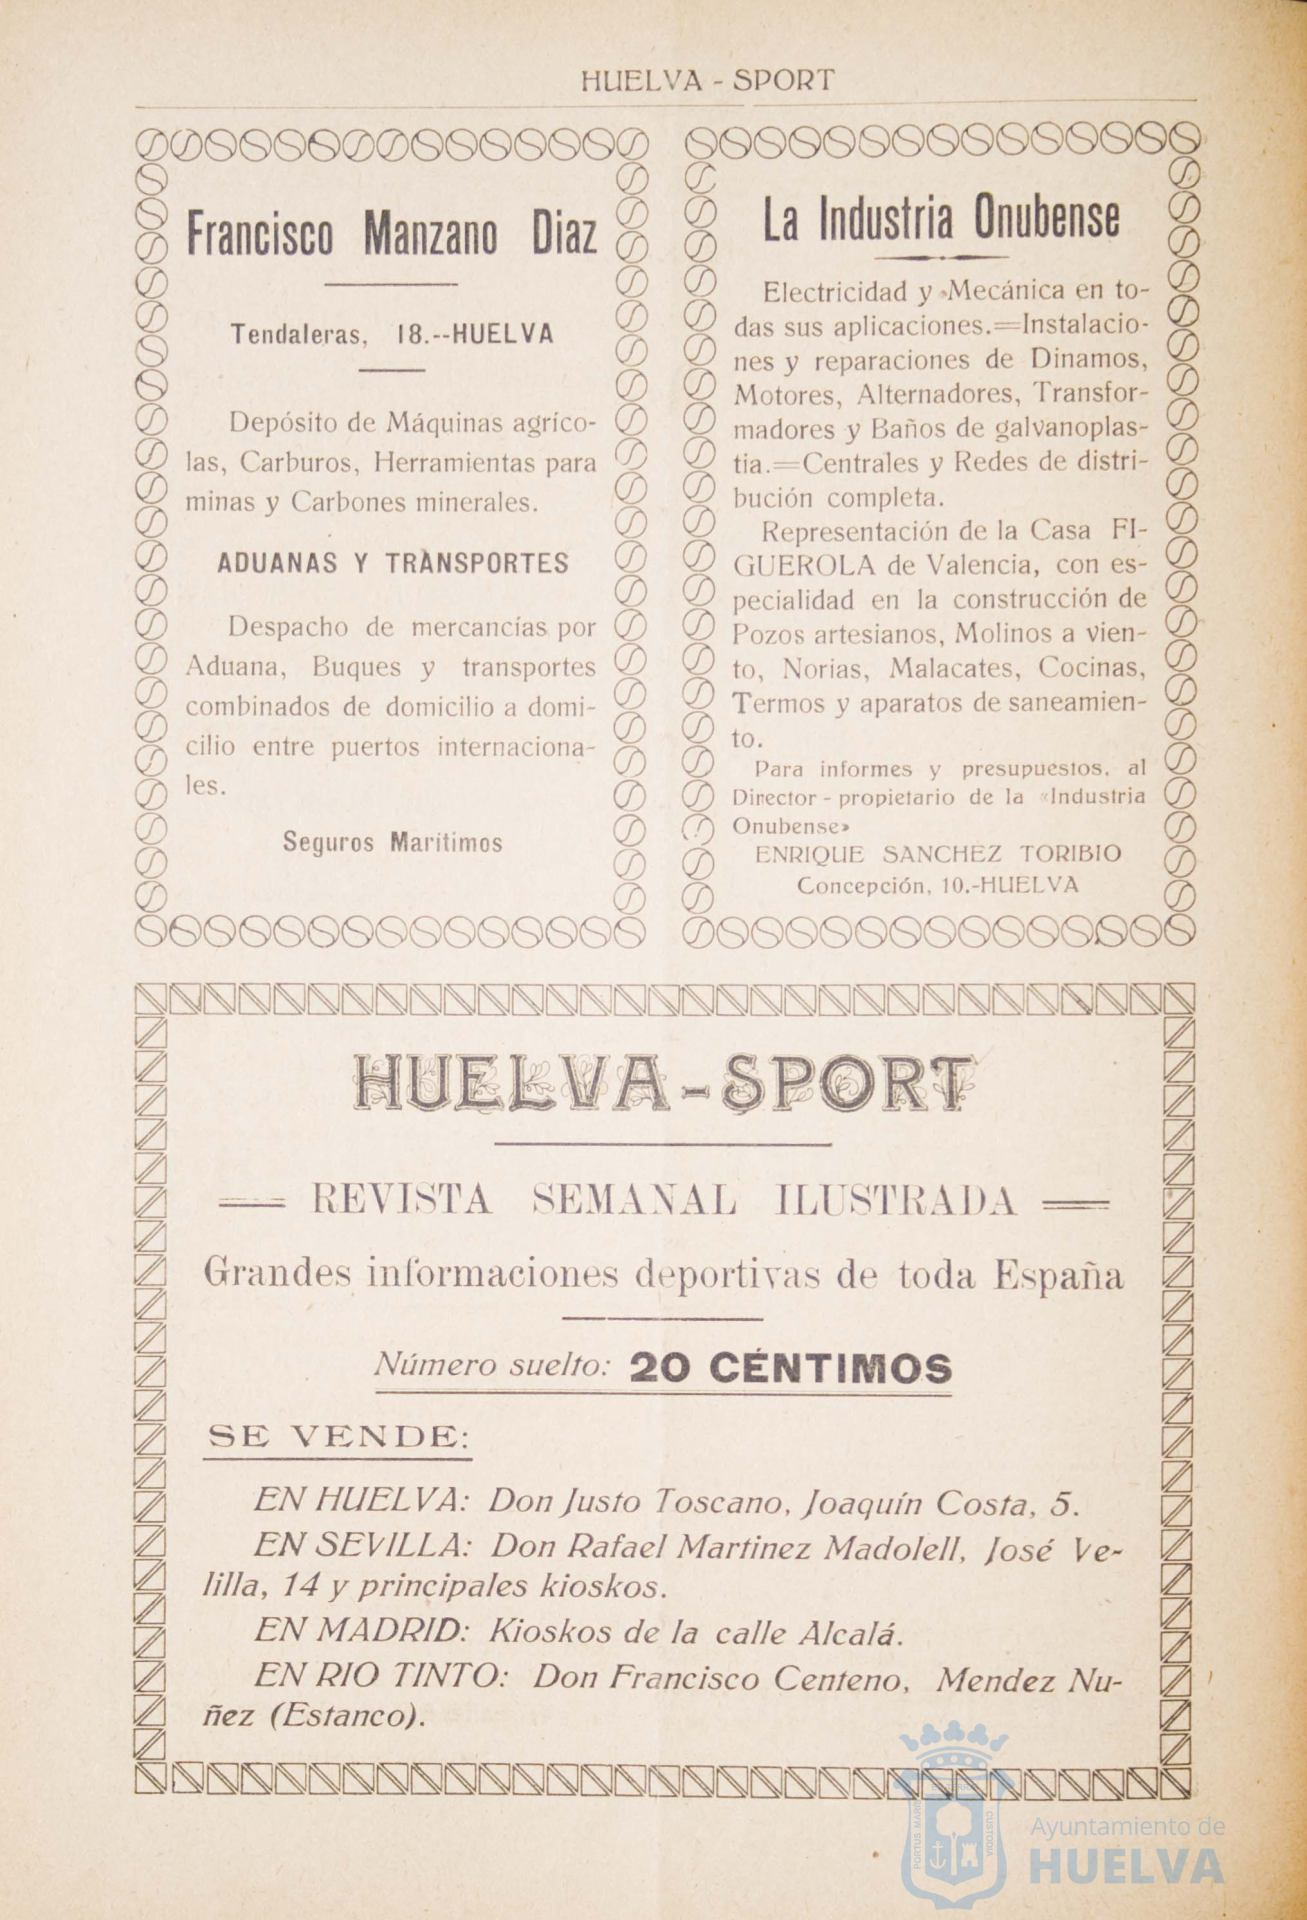 HUELVA - SPORT
Francisco Manzano Diaz
Tendaleras, 18.--HUELVA
Depósito de Máquinas agríco-
las, Carburos, Herramientas para
minas y Carbones minerales.
ADUANAS Y TRANSPORTES
Despacho de mercancías por
Aduana, Buques y transportes
combinados de domicilio a domi-
cilio entre puertos internaciona-
les.
Seguros Maritimos
La Industria Onubense
Electricidad y Mecánica en to-
das sus aplicaciones.=Instalacio-
nes y reparaciones de Dinamos,
Motores, Alternadores, Transfor-
madores y Baños de galvanoplas-
tia.=Centrales y Redes de distri-
bución completa.
Representación de la Casa FI-
GUEROLA de Valencia, con es-
pecialidad en la construcción de
Pozos artesianos, Molinos a vien-
to, Norias, Malacates, Cocinas,
Termos y aparatos de saneamien-
to.
Para informes y presupuestos, al
Director - propietario de la «Industria
Onubense»
ENRIQUE SANCHEZ TORIBIO
Concepción, 10.-HUELVA
HUELVA-SPORT
REVISTA SEMANAL ILUSTRADA
Grandes informaciones deportivas de toda España
Número suelto: 20 CÉNTIMOS
SE VENDE:
EN HUELVA: Don Justo Toscano, Joaquín Costa, 5.
EN SEVILLA: Don Rafael Martinez Madolell, José Ve-
lilla, 14 y principales kioskos.
EN MADRID: Kioskos de la calle Alcalá.
EN RIO TINTO: Don Francisco Centeno, Mendez Nu-
ñez (Estanco).
PORTUS MARIS
CUSTODIA
Ayuntamiento de
HUELVA